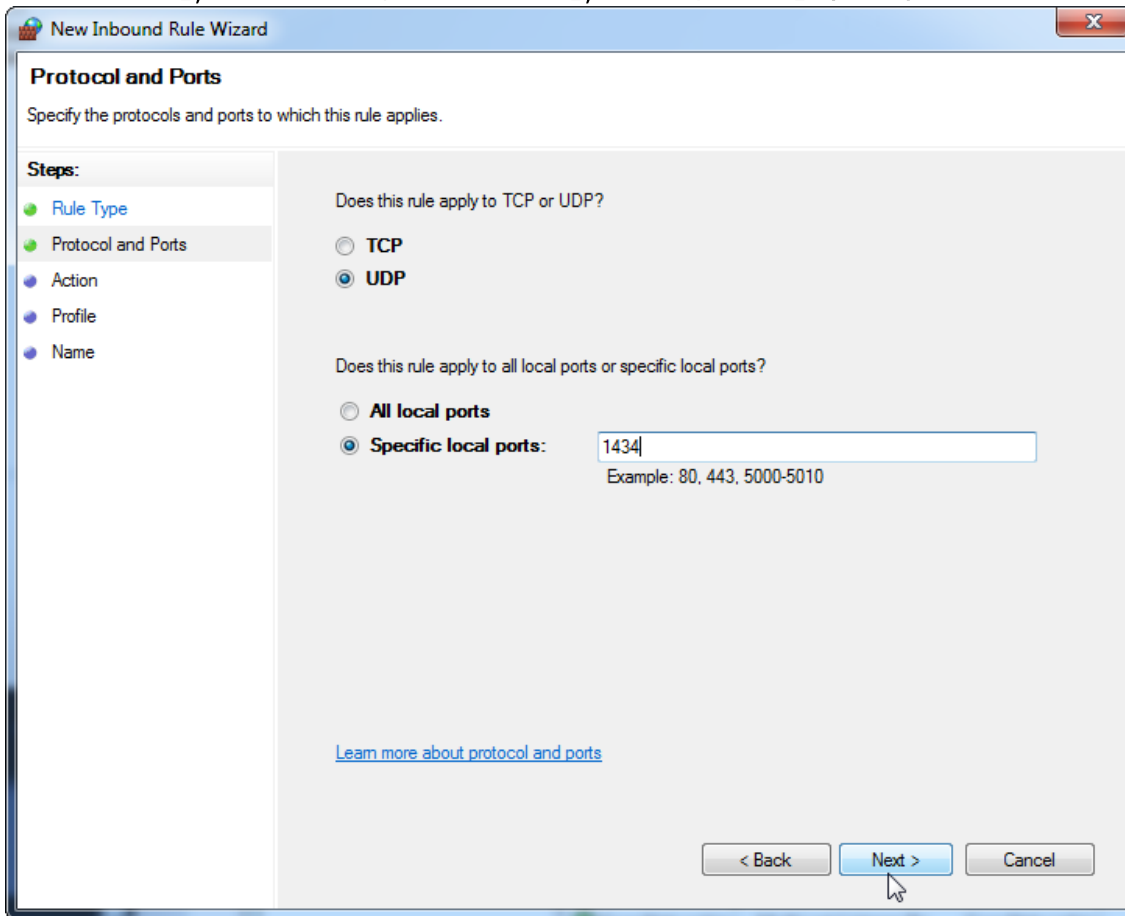 New Inbound Rule Wizard
Protocol and Ports
Specify the protocols and ports to which this rule applies.
Steps:
Rule Type
Protocol and Ports
Action
Profile
Name
Does this rule apply to TCP or UDP?
TCP
UDP
Does this rule apply to all local ports or specific local ports?
All local ports
Specific local ports: 1434
Example: 80, 443, 5000-5010
Learn more about protocol and ports
< Back Next > Cancel